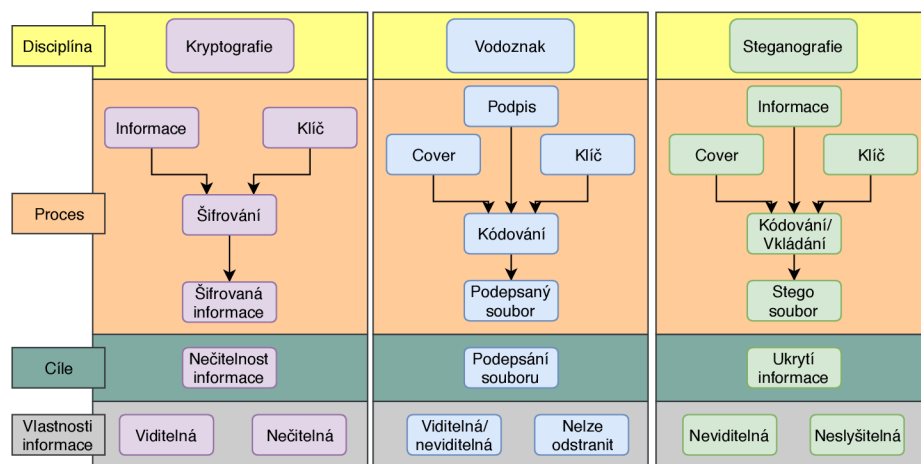 Disciplína
Kryptografie
Vodoznak
Steganografie
Proces
Informace
Klíč
Šifrování
Šifrovaná
informace
Podpis
Cover
Klíč
Kódování
Podepsaný
soubor
Informace
Cover
Klíč
Kódování/
Vkládání
Stego
soubor
Cíle
Nečitelnost
informace
Podepsání
souboru
Ukrytí
informace
Vlastnosti
informace
Viditelná
Nečitelná
Viditelná/
neviditelná
Nelze
odstranit
Neviditelná
Neslyšitelná